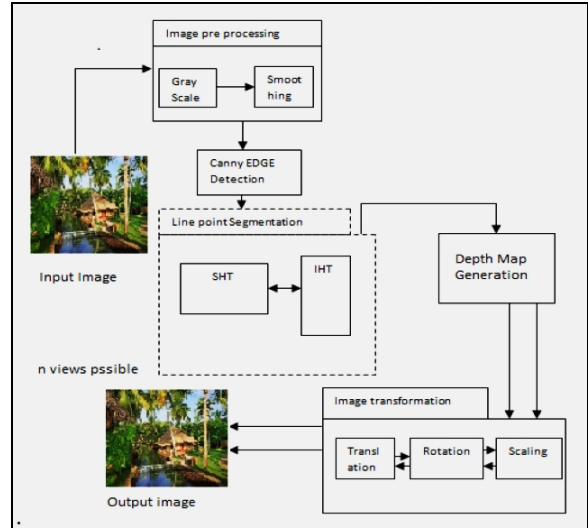 Image pre processing
Gray
Scale
Smoot
hing
Canny EDGE
Detection
Line point Segmentation
SHT
IHT
Input Image
Depth Map
Generation
n views pssible
Image transformation
Transl
ation
Rotation
Scaling
Output image